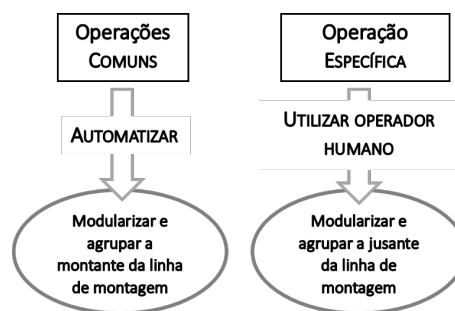 Operações
COMUNS
AUTOMATIZAR
Modularizar e
agrupar a
montante da linha
de montagem
Operação
ESPECÍFICA
UTILIZAR OPERADOR
HUMANO
Modularizar e
agrupar a jusante
da linha de
montagem